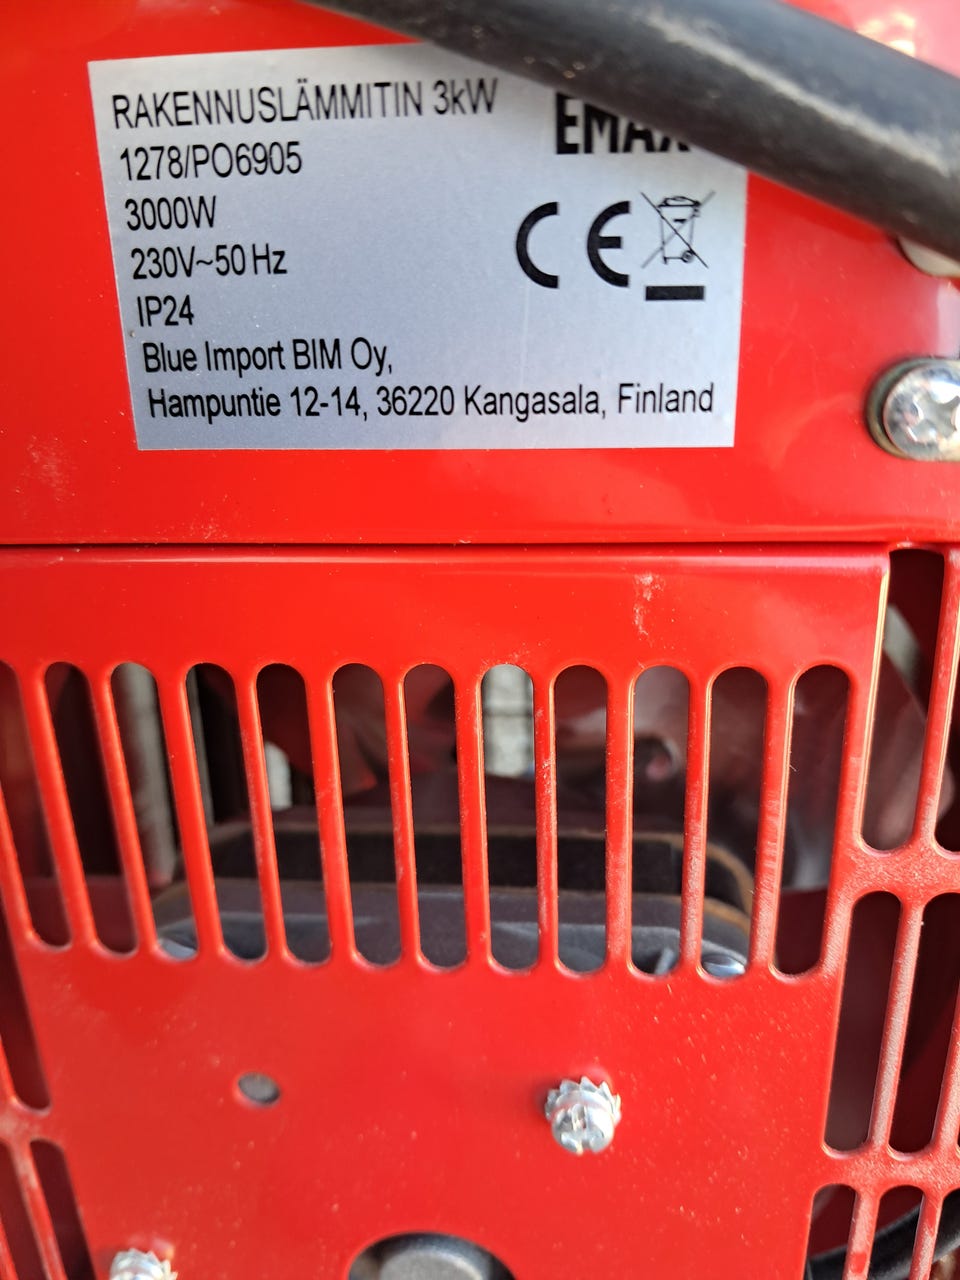 RAKENNUSLÄMMITIN 3kW
EMAX
1278/PO6905
3000W
230V~50 Hz
IP24
CE
Blue Import BIM Oy,
Hampuntie 12-14, 36220 Kangasala, Finland